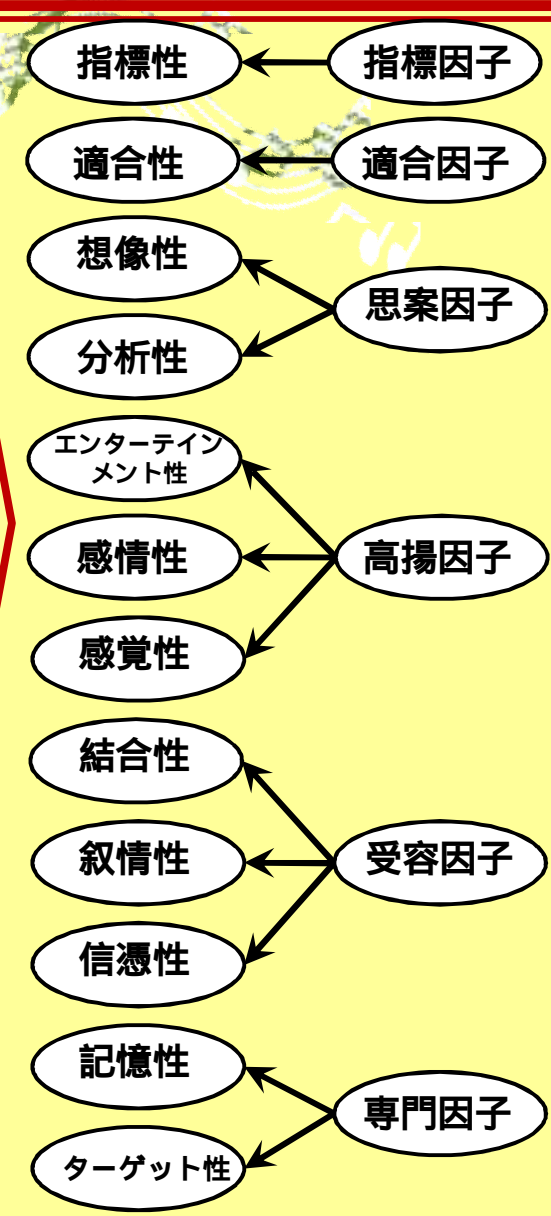 指標性
指標因子
適合性
適合因子
想像性
思案因子
分析性
エンターテイン
メント性
感情性
高揚因子
感覚性
結合性
叙情性
受容因子
信憑性
記憶性
専門因子
ターゲット性